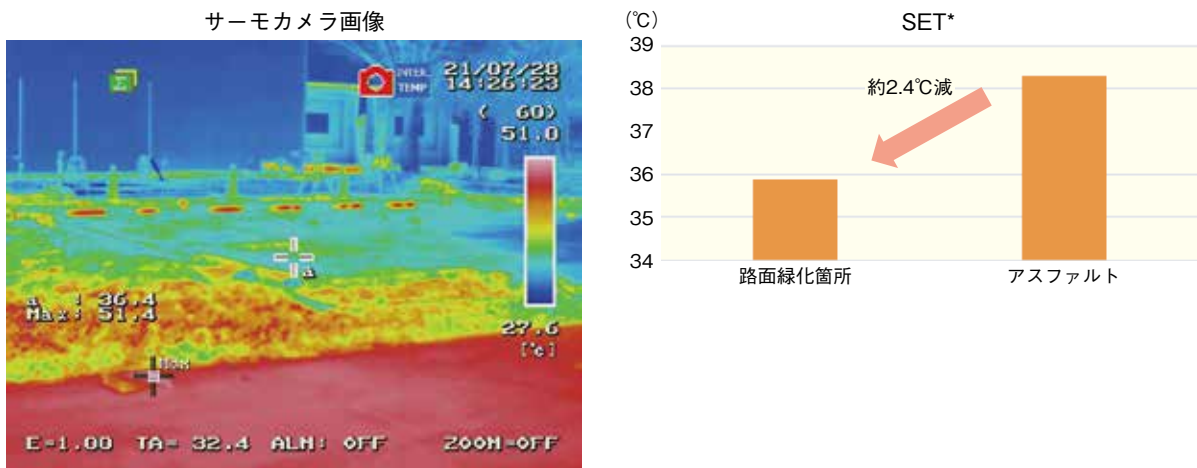 サーモカメラ画像
INTER.
TEMP
21/07/28
14:26:23
( 60)
51.0
a
a : 36.4
Max: 51.4
27.6
[℃]
Max
E=1.00 TA= 32.4 ALM: OFF ZOOM=OFF
(℃)
SET*
39
38
37
36
35
34
約2.4℃減
路面緑化箇所
アスファルト